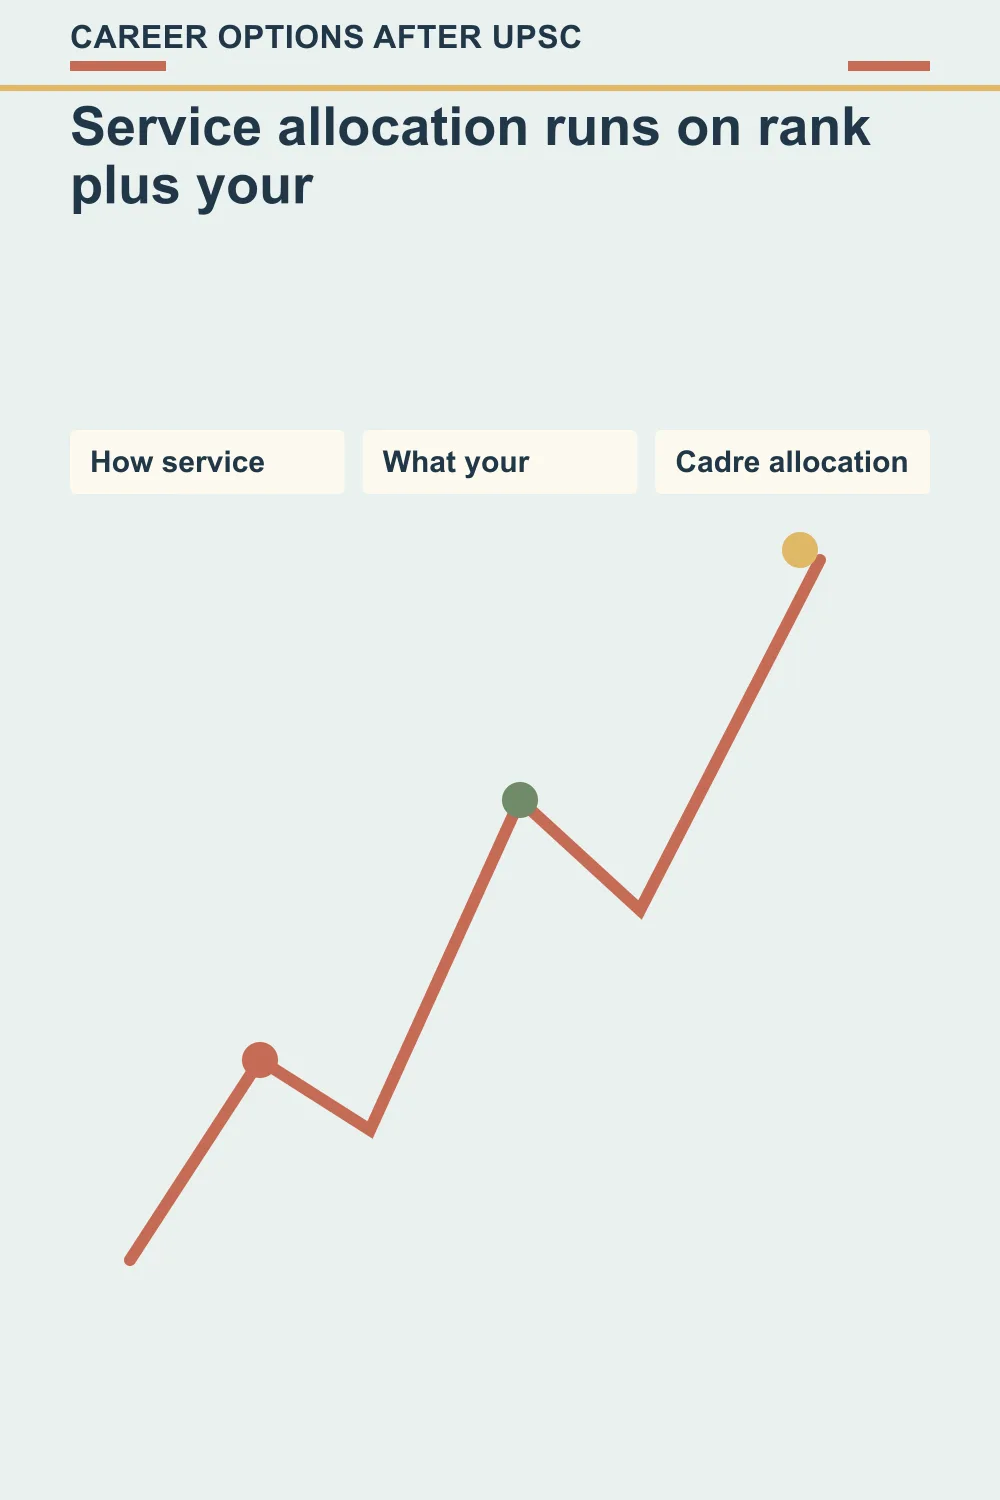 CAREER OPTIONS AFTER UPSC
Service allocation runs on rank
plus your
How service
What your
Cadre allocation